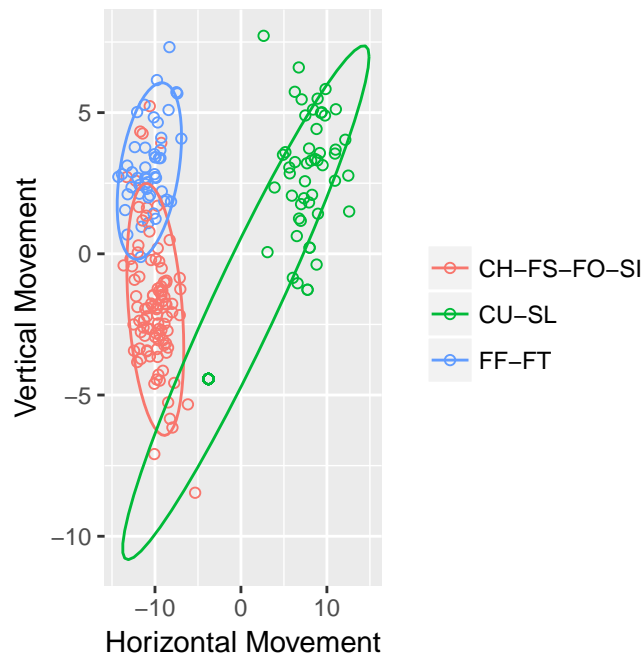 5
0
−5
−10
−10
0
10
Horizontal Movement
Vertical Movement
CH−FS−FO−SI
CU−SL
FF−FT